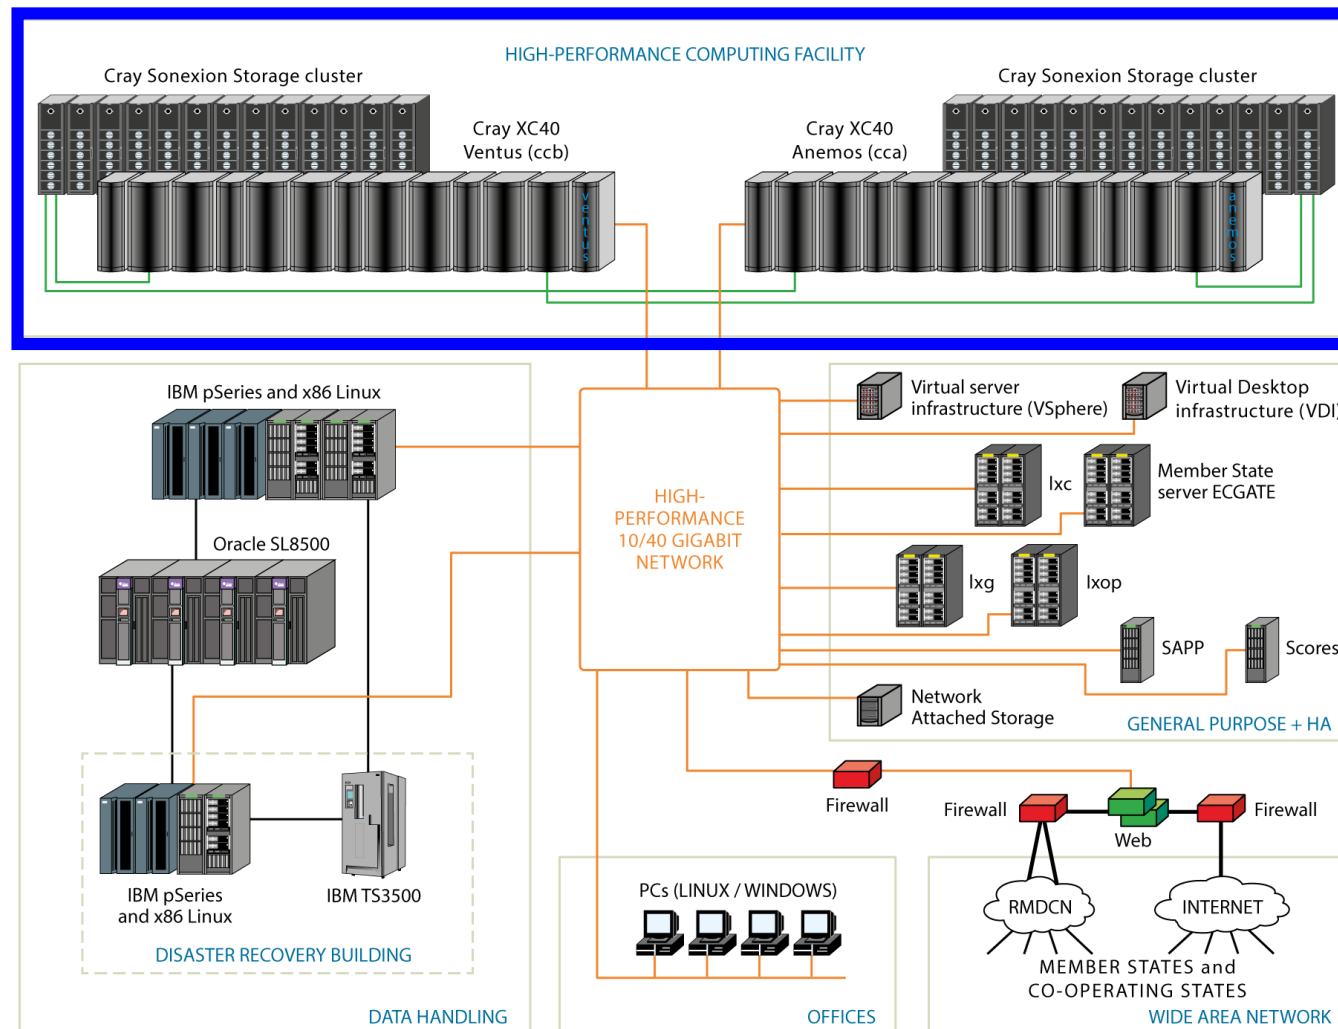 HIGH-PERFORMANCE COMPUTING FACILITY
Cray Sonexion Storage cluster
Cray Sonexion Storage cluster
Cray XC40
Ventus (ccb)
Cray XC40
Anemos (cca)
ventus
anemos
IBM pSeries and x86 Linux
Oracle SL8500
IBM pSeries
and x86 Linux
IBM TS3500
DISASTER RECOVERY BUILDING
DATA HANDLING
HIGH-
PERFORMANCE
10/40 GIGABIT
NETWORK
Virtual server
infrastructure (VSphere)
Virtual Desktop
infrastructure (VDI)
lxc
Member State
server ECGATE
lxg
lxop
SAPP
Scores
Network
Attached Storage
GENERAL PURPOSE + HA
Firewall
Firewall
Web
Firewall
PCs (LINUX / WINDOWS)
OFFICES
RMDCN
INTERNET
MEMBER STATES and
CO-OPERATING STATES
WIDE AREA NETWORK